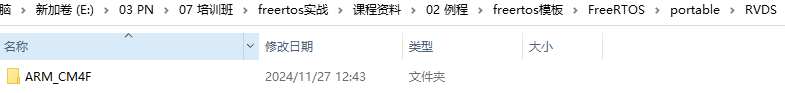 脑 > 新加卷 (E:) > 03 PN > 07 培训班 > freertos实战 > 课程资料 > 02 例程 > freertos模板 > FreeRTOS > portable > RVDS
名称 修改日期 类型 大小
ARM_CM4F 2024/11/27 12:43 文件夹